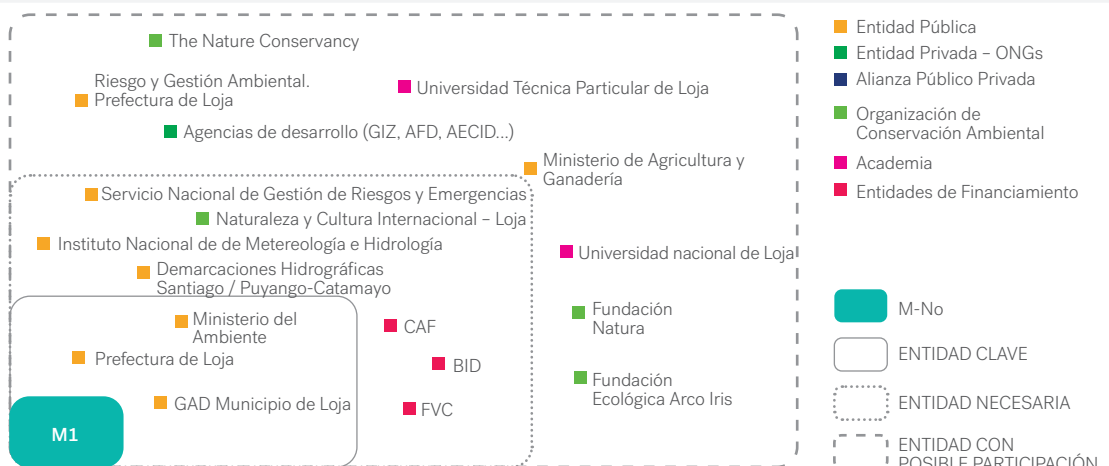 The Nature Conservancy
Riesgo y Gestión Ambiental.
Prefectura de Loja
Universidad Técnica Particular de Loja
Agencias de desarrollo (GIZ, AFD, AECID...)
Ministerio de Agricultura y
Ganadería
Servicio Nacional de Gestión de Riesgos y Emergencias
Naturaleza y Cultura Internacional – Loja
Instituto Nacional de de Metereología e Hidrología
Universidad nacional de Loja
Demarcaciones Hidrográficas
Santiago / Puyango-Catamayo
Ministerio del
Ambiente
CAF
Fundación
Natura
Prefectura de Loja
BID
Fundación
Ecológica Arco Iris
GAD Municipio de Loja
FVC
M1
Entidad Pública
Entidad Privada – ONGs
Alianza Público Privada
Organización de
Conservación Ambiental
Academia
Entidades de Financiamiento
M-No
ENTIDAD CLAVE
ENTIDAD NECESARIA
ENTIDAD CON
POSIBLE PARTICIPACIÓN